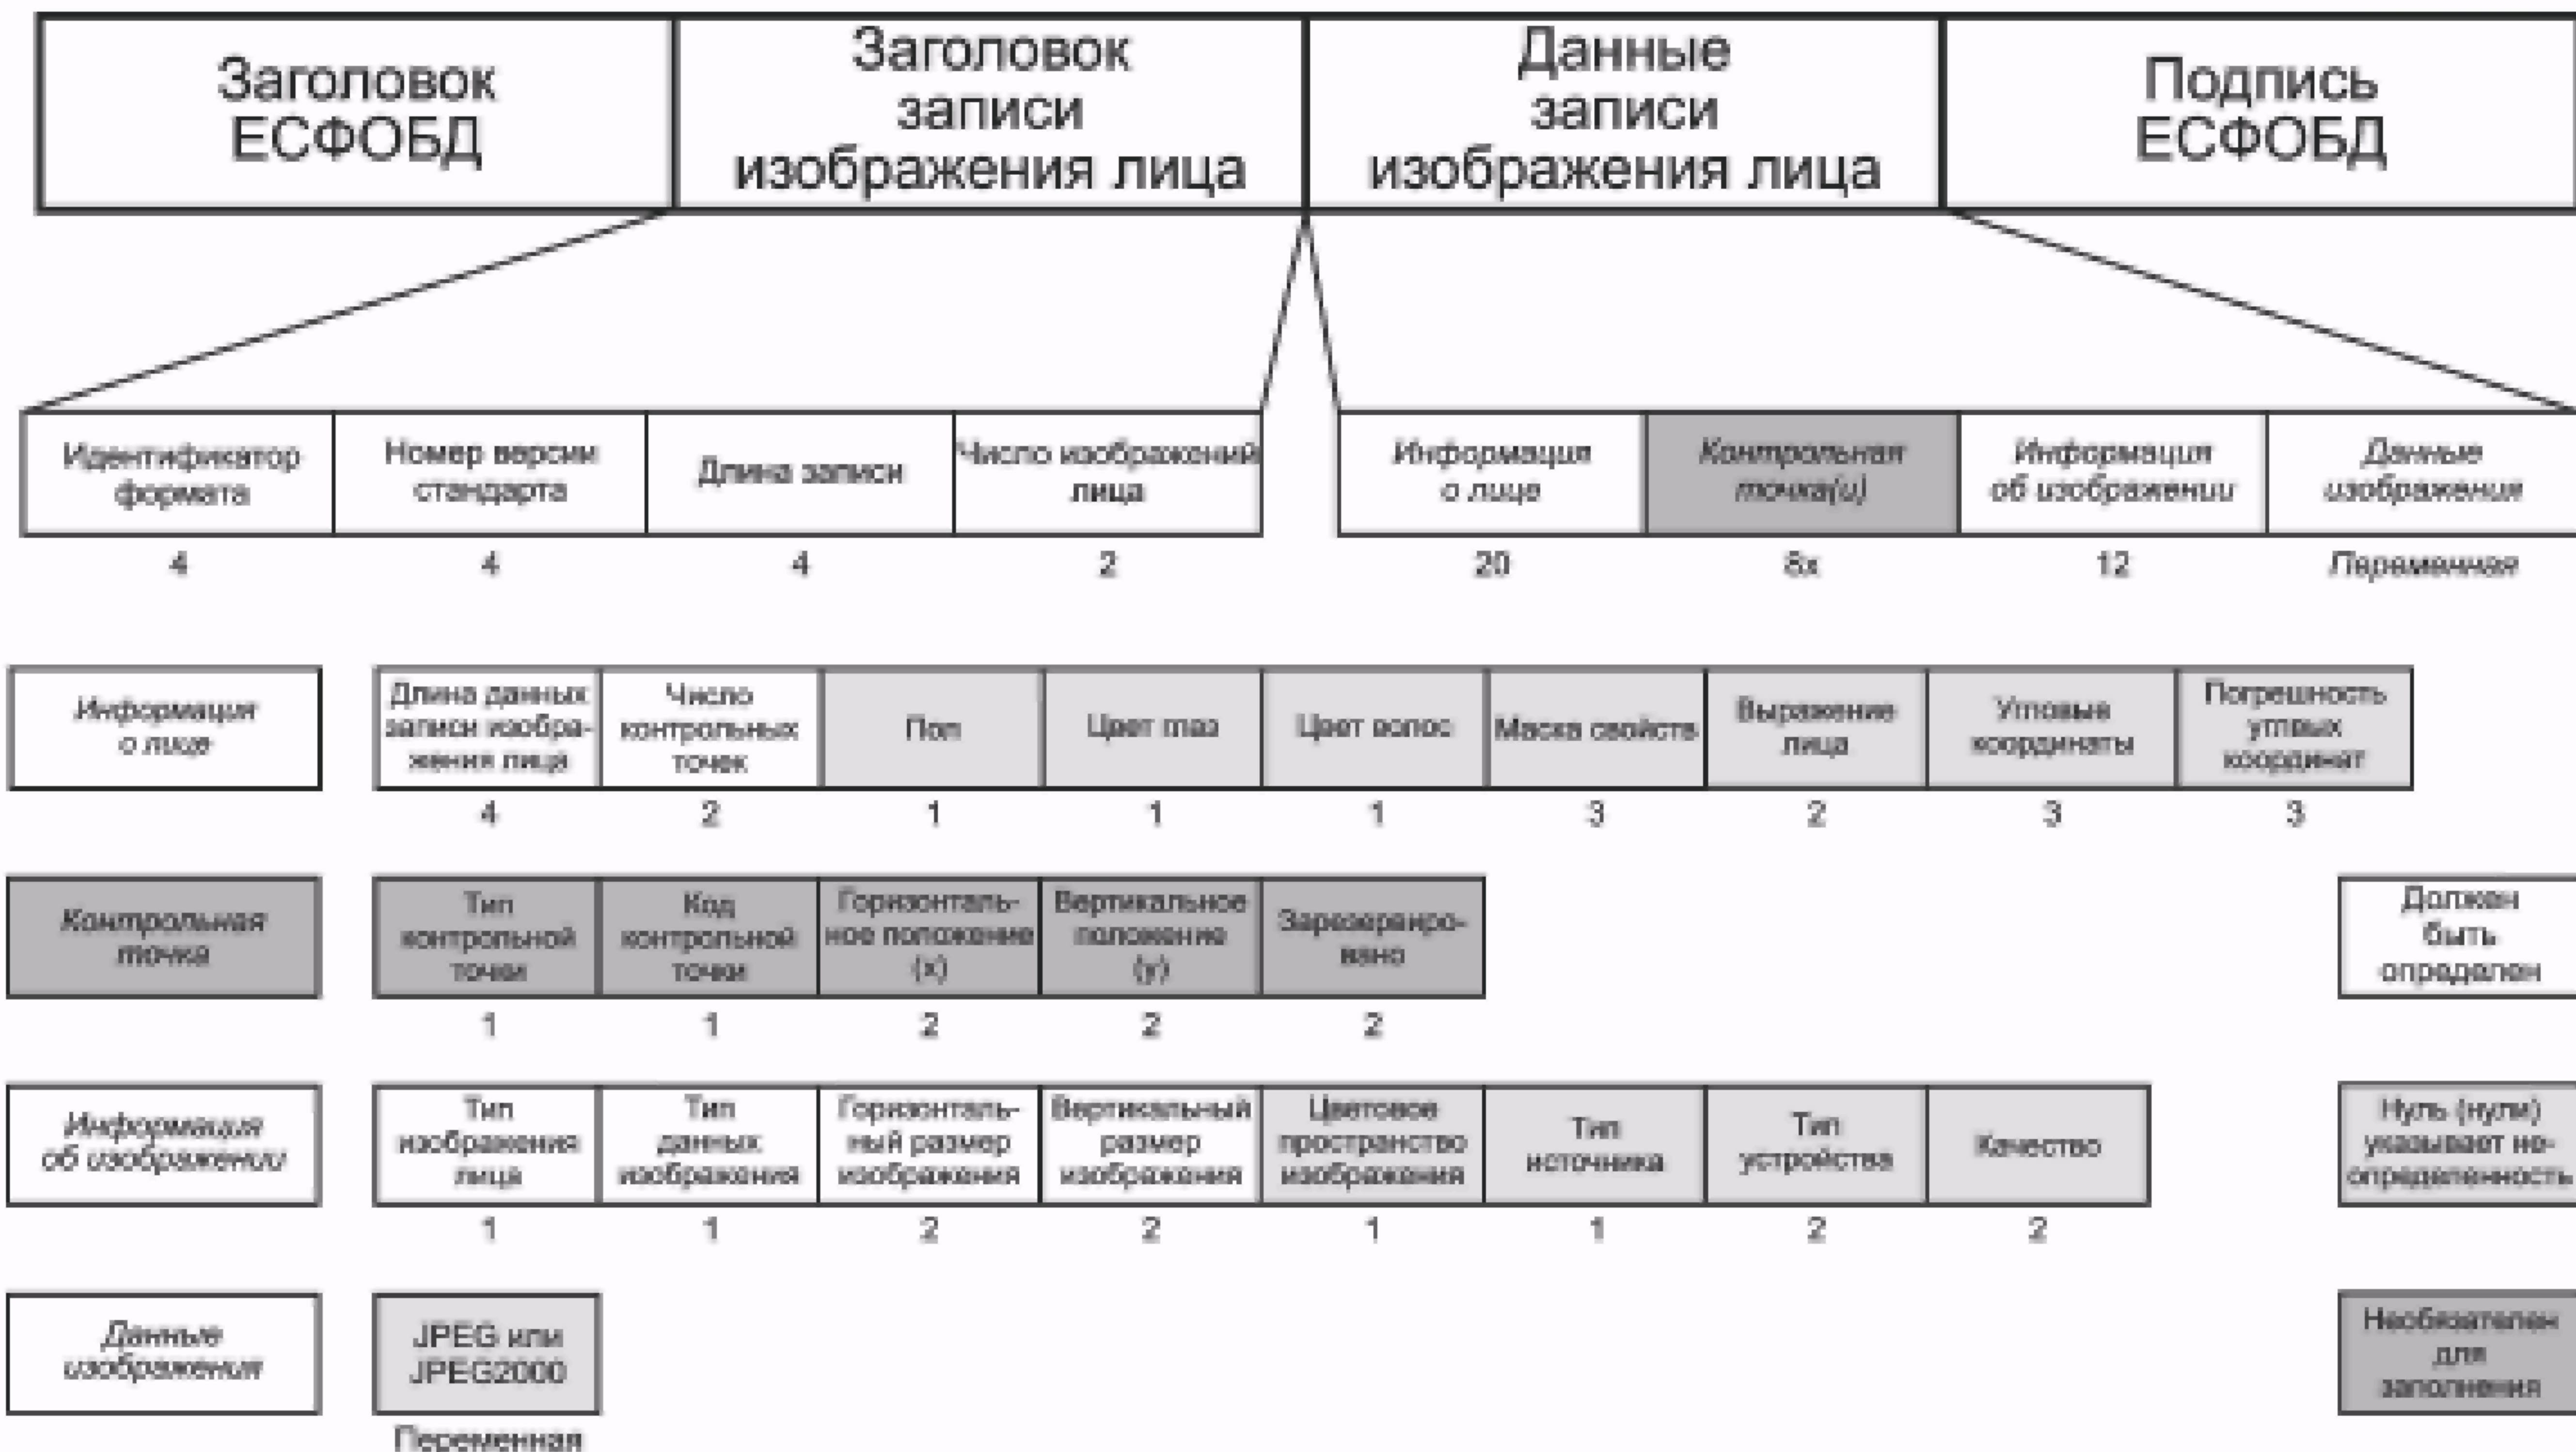 Заголовок
ЕСФОБД
Заголовок
записи
изображения лица
Данные
записи
изображения лица
Подпись
ЕСФОБД
Идентификатор
формата
Номер версии
стандарта
Длина записи
Число изображений
лица
Информация
о лице
Контрольная
точка(и)
Информация
об изображении
Данные
изображения
4
4
4
2
20
8x
12
Переменная
Информация
о лице
Длина данных
записи изобра-
жения лица
Число
контрольных
точек
Пол
Цвет глаз
Цвет волос
Маска свойств
Выражение
лица
Угловые
координаты
Погрешность
углвых
координат
4
2
1
1
1
3
2
3
3
Контрольная
точка
Тип
контрольной
точки
Код
контрольной
точки
Горизонталь-
ное положение
(x)
Вертикальное
положение
(y)
Зарезервиро-
вано
Должен
быть
определен
1
1
2
2
2
Информация
об изображении
Тип
изображения
лица
Тип
данных
изображения
Горизонталь-
ный размер
изображения
Вертикальный
размер
изображения
Цветовое
пространство
изображения
Тип
источника
Тип
устройства
Качество
Нуль (нули)
указывает не-
определенность
1
1
2
2
1
1
2
2
Данные
изображения
JPEG или
JPEG2000
Необязателен
для
заполнения
Переменная